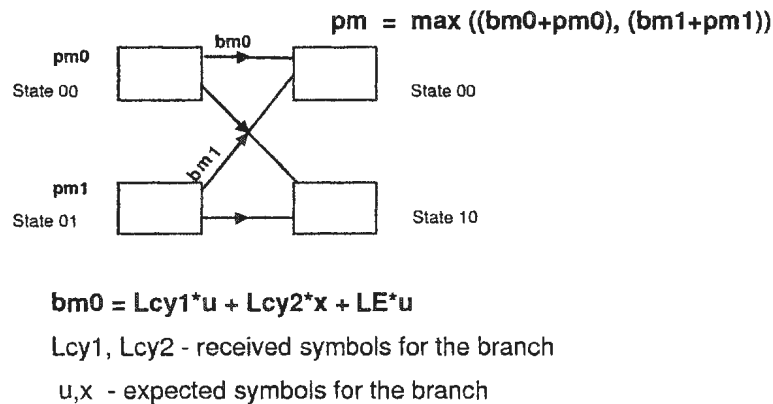 pm = max ((bm0+pm0), (bm1+pm1))
bm0
pm0
State 00
State 00
bm1
pm1
State 01
State 10
bm0 = Lcy1*u + Lcy2*x + LE*u
Lcy1, Lcy2 - received symbols for the branch
u,x - expected symbols for the branch